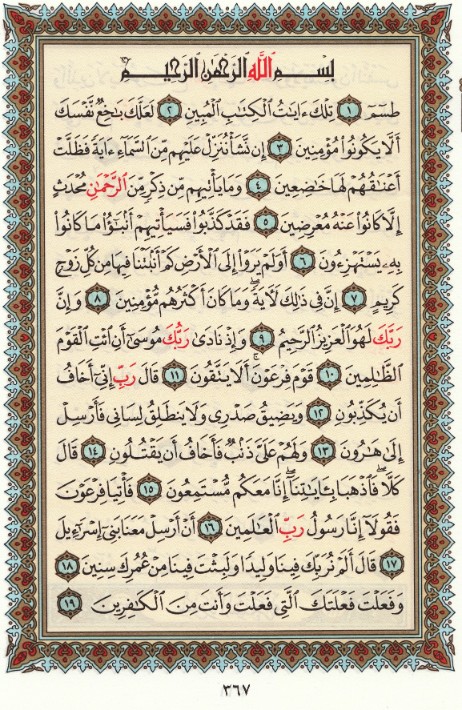 بِسْمِ ٱللَّهِ ٱلرَّحْمَٰنِ ٱلرَّحِيمِ
طسٓمٓ ١ تِلْكَ ءَايَٰتُ ٱلْكِتَٰبِ ٱلْمُبِينِ ٢ لَعَلَّكَ بَٰخِعٌ نَّفْسَكَ
أَلَّا يَكُونُوا۟ مُؤْمِنِينَ ٣ إِن نَّشَأْ نُنَزِّلْ عَلَيْهِم مِّنَ ٱلسَّمَآءِ ءَايَةً فَظَلَّتْ
أَعْنَٰقُهُمْ لَهَا خَٰضِعِينَ ٤ وَمَا يَأْتِيهِم مِّن ذِكْرٍ مِّنَ ٱلرَّحْمَٰنِ مُحْدَثٍ
إِلَّا كَانُوا۟ عَنْهُ مُعْرِضِينَ ٥ فَقَدْ كَذَّبُوا۟ فَسَيَأْتِيهِمْ أَنۢبَٰٓؤُا۟ مَا كَانُوا۟
بِهِۦ يَسْتَهْزِءُونَ ٦ أَوَلَمْ يَرَوْا۟ إِلَى ٱلْأَرْضِ كَمْ أَنۢبَتْنَا فِيهَا مِن كُلِّ زَوْجٍ
كَرِيمٍ ٧ إِنَّ فِى ذَٰلِكَ لَءَايَةً ۖ وَمَا كَانَ أَكْثَرُهُم مُّؤْمِنِينَ ٨ وَإِنَّ
رَبَّكَ لَهُوَ ٱلْعَزِيزُ ٱلرَّحِيمُ ٩ وَإِذْ نَادَىٰ رَبُّكَ مُوسَىٰٓ أَنِ ٱئْتِ ٱلْقَوْمَ
ٱلظَّٰلِمِينَ ١٠ قَوْمَ فِرْعَوْنَ ۚ أَلَا يَتَّقُونَ ١١ قَالَ رَبِّ إِنِّىٓ أَخَافُ
أَن يُكَذِّبُونِ ١٢ وَيَضِيقُ صَدْرِى وَلَا يَنطَلِقُ لِسَانِى فَأَرْسِلْ
إِلَىٰ هَٰرُونَ ١٣ وَلَهُمْ عَلَىَّ ذَنۢبٌ فَأَخَافُ أَن يَقْتُلُونِ ١٤ قَالَ
كَلَّا ۖ فَٱذْهَبَا بِـَٔايَٰتِنَآ ۖ إِنَّا مَعَكُم مُّسْتَمِعُونَ ١٥ فَأْتِيَا فِرْعَوْنَ
فَقُولَآ إِنَّا رَسُولُ رَبِّ ٱلْعَٰلَمِينَ ١٦ أَنْ أَرْسِلْ مَعَنَا بَنِىٓ إِسْرَٰٓءِيلَ
١٧ قَالَ أَلَمْ نُرَبِّكَ فِينَا وَلِيدًا وَلَبِثْتَ فِينَا مِنْ عُمُرِكَ سِنِينَ ١٨
وَفَعَلْتَ فَعْلَتَكَ ٱلَّتِى فَعَلْتَ وَأَنتَ مِنَ ٱلْكَٰفِرِينَ ١٩
٣٦٧